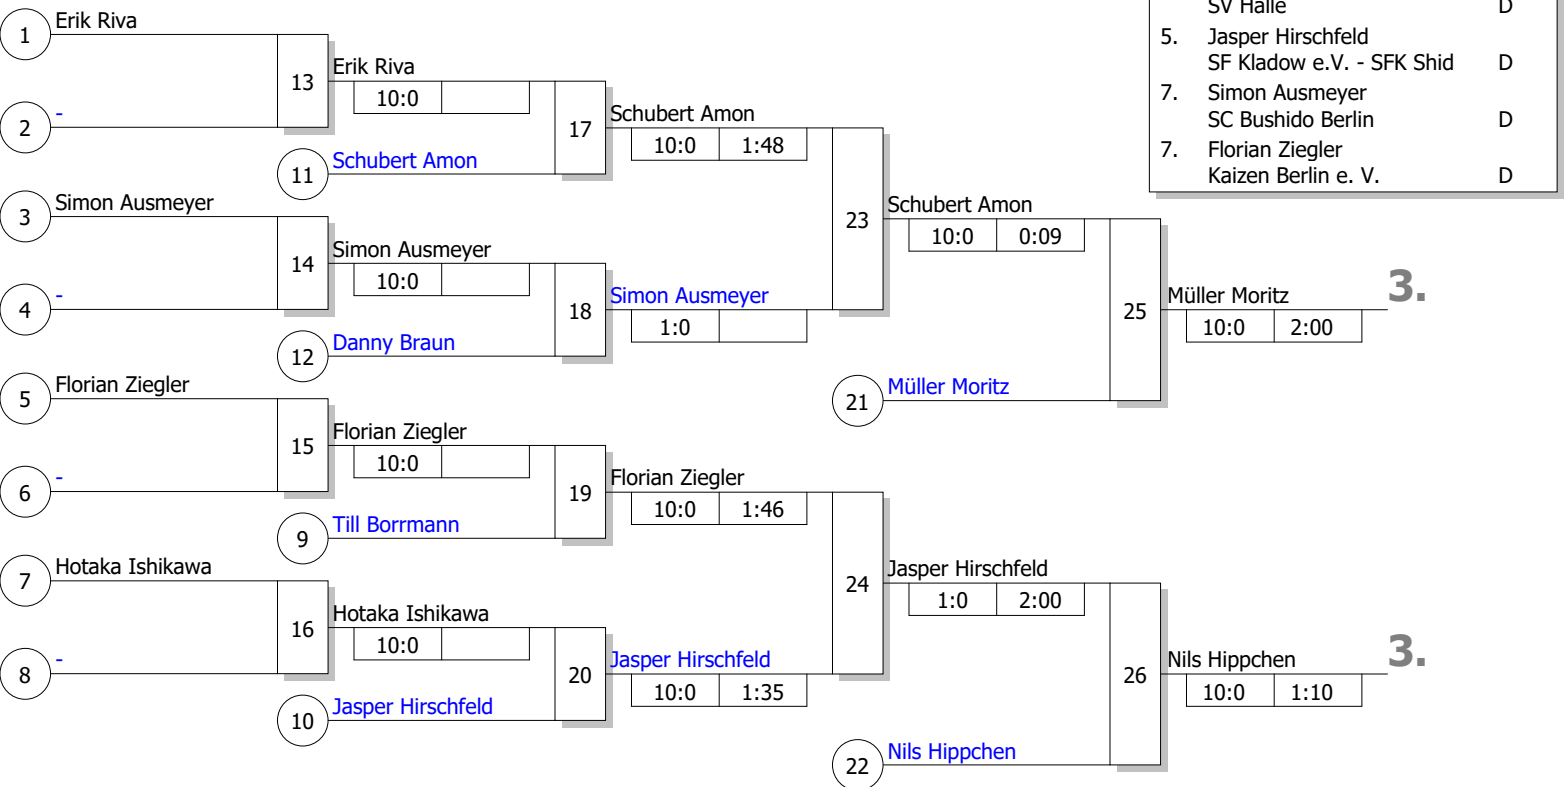 SV Halle D
5. Jasper Hirschfeld
SF Kladow e.V. - SFK Shid D
7. Simon Ausmeyer
SC Bushido Berlin D
7. Florian Ziegler
Kaizen Berlin e. V. D
1 Erik Riva
2 -
13 Erik Riva
10:0
11 Schubert Amon
17 Schubert Amon
10:0 1:48
3 Simon Ausmeyer
4 -
14 Simon Ausmeyer
10:0
12 Danny Braun
18 Simon Ausmeyer
1:0
23 Schubert Amon
10:0 0:09
21 Müller Moritz
25 Müller Moritz 3.
10:0 2:00
5 Florian Ziegler
6 -
15 Florian Ziegler
10:0
9 Till Borrmann
19 Florian Ziegler
10:0 1:46
7 Hotaka Ishikawa
8 -
16 Hotaka Ishikawa
10:0
10 Jasper Hirschfeld
20 Jasper Hirschfeld
10:0 1:35
24 Jasper Hirschfeld
1:0 2:00
22 Nils Hippchen
26 Nils Hippchen 3.
10:0 1:10